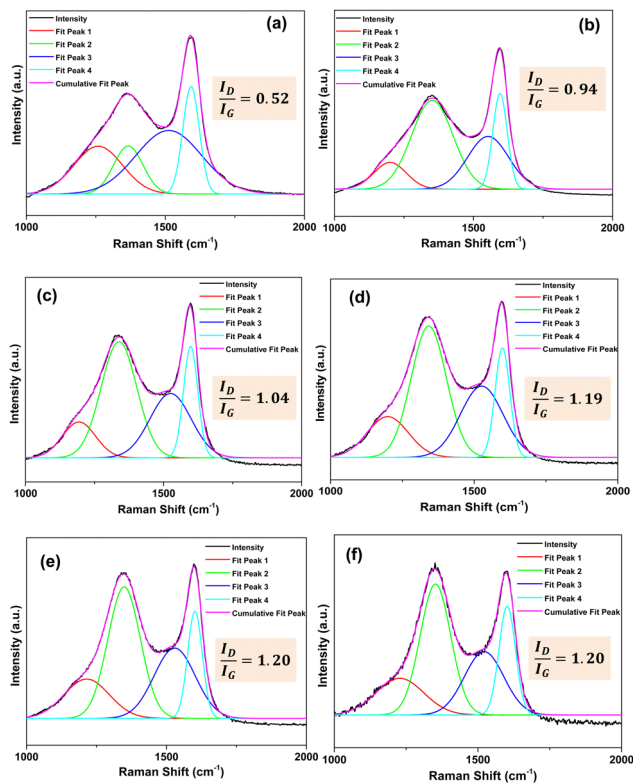 (a)
Intensity
Fit Peak 1
Fit Peak 2
Fit Peak 3
Fit Peak 4
Cumulative Fit Peak
I_D/I_G = 0.52
Intensity (a.u.)
1000 1500 2000
Raman Shift (cm⁻¹)
(b)
Intensity
Fit Peak 1
Fit Peak 2
Fit Peak 3
Fit Peak 4
Cumulative Fit Peak
I_D/I_G = 0.94
Intensity (a.u.)
1000 1500 2000
Raman Shift (cm⁻¹)
(c)
Intensity
Fit Peak 1
Fit Peak 2
Fit Peak 3
Fit Peak 4
Cumulative Fit Peak
I_D/I_G = 1.04
Intensity (a.u.)
1000 1500 2000
Raman Shift (cm⁻¹)
(d)
Intensity
Fit Peak 1
Fit Peak 2
Fit Peak 3
Fit Peak 4
Cumulative Fit Peak
I_D/I_G = 1.19
Intensity (a.u.)
1000 1500 2000
Raman Shift (cm⁻¹)
(e)
Intensity
Fit Peak 1
Fit Peak 2
Fit Peak 3
Fit Peak 4
Cumulative Fit Peak
I_D/I_G = 1.20
Intensity (a.u.)
1000 1500 2000
Raman Shift (cm⁻¹)
(f)
Intensity
Fit Peak 1
Fit Peak 2
Fit Peak 3
Fit Peak 4
Cumulative Fit Peak
I_D/I_G = 1.20
Intensity (a.u.)
1000 1500 2000
Raman Shift (cm⁻¹)